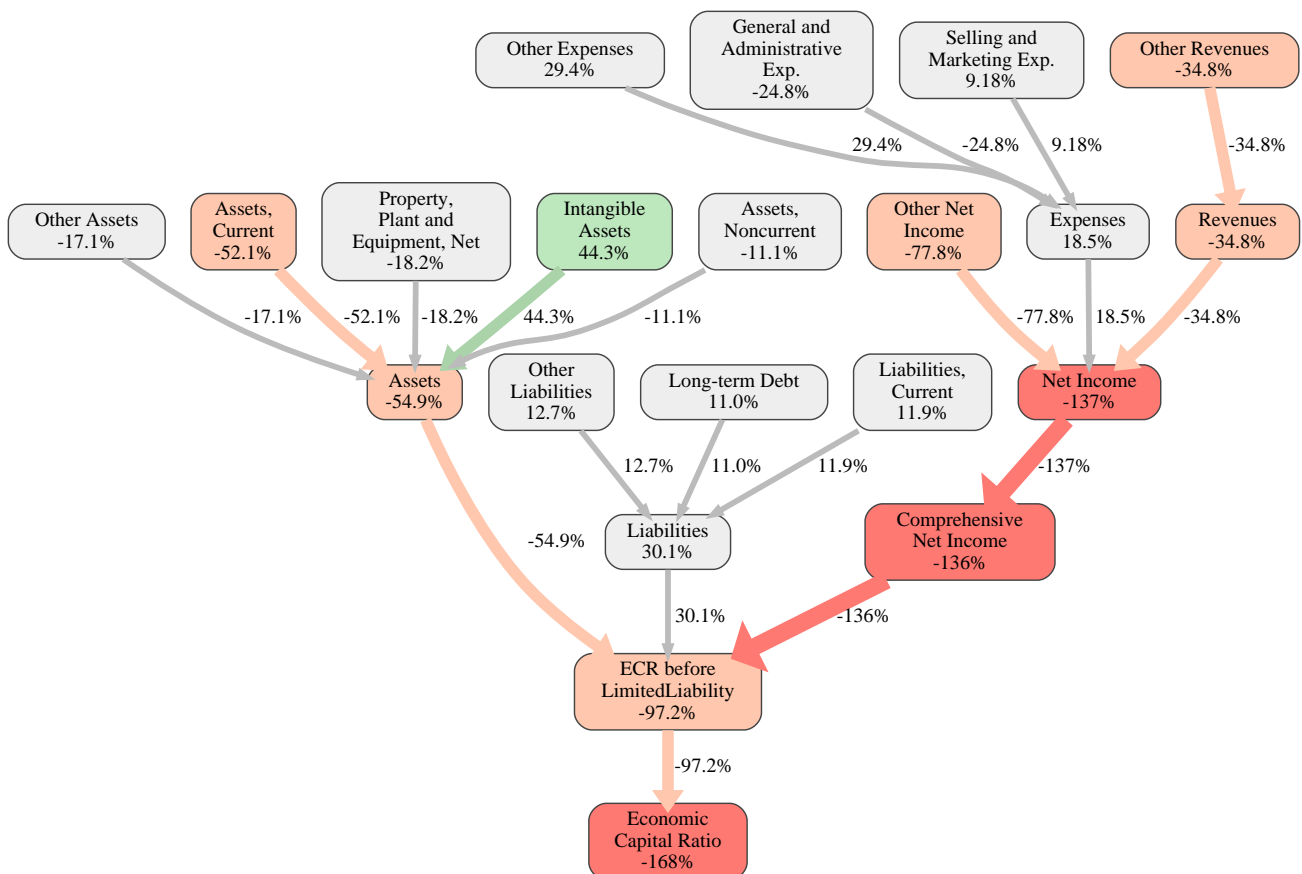 Other Expenses
29.4%
General and
Administrative
Exp.
-24.8%
Selling and
Marketing Exp.
9.18%
Other Revenues
-34.8%
29.4%
-24.8%
9.18%
-34.8%
Other Assets
-17.1%
Assets,
Current
-52.1%
Property,
Plant and
Equipment, Net
-18.2%
Intangible
Assets
44.3%
Assets,
Noncurrent
-11.1%
Other Net
Income
-77.8%
Expenses
18.5%
Revenues
-34.8%
-17.1%
-52.1%
-18.2%
44.3%
-11.1%
-77.8%
18.5%
-34.8%
Assets
-54.9%
Other
Liabilities
12.7%
Long-term Debt
11.0%
Liabilities,
Current
11.9%
Net Income
-137%
12.7%
11.0%
11.9%
-137%
Liabilities
30.1%
Comprehensive
Net Income
-136%
-54.9%
30.1%
-136%
ECR before
LimitedLiability
-97.2%
-97.2%
Economic
Capital Ratio
-168%